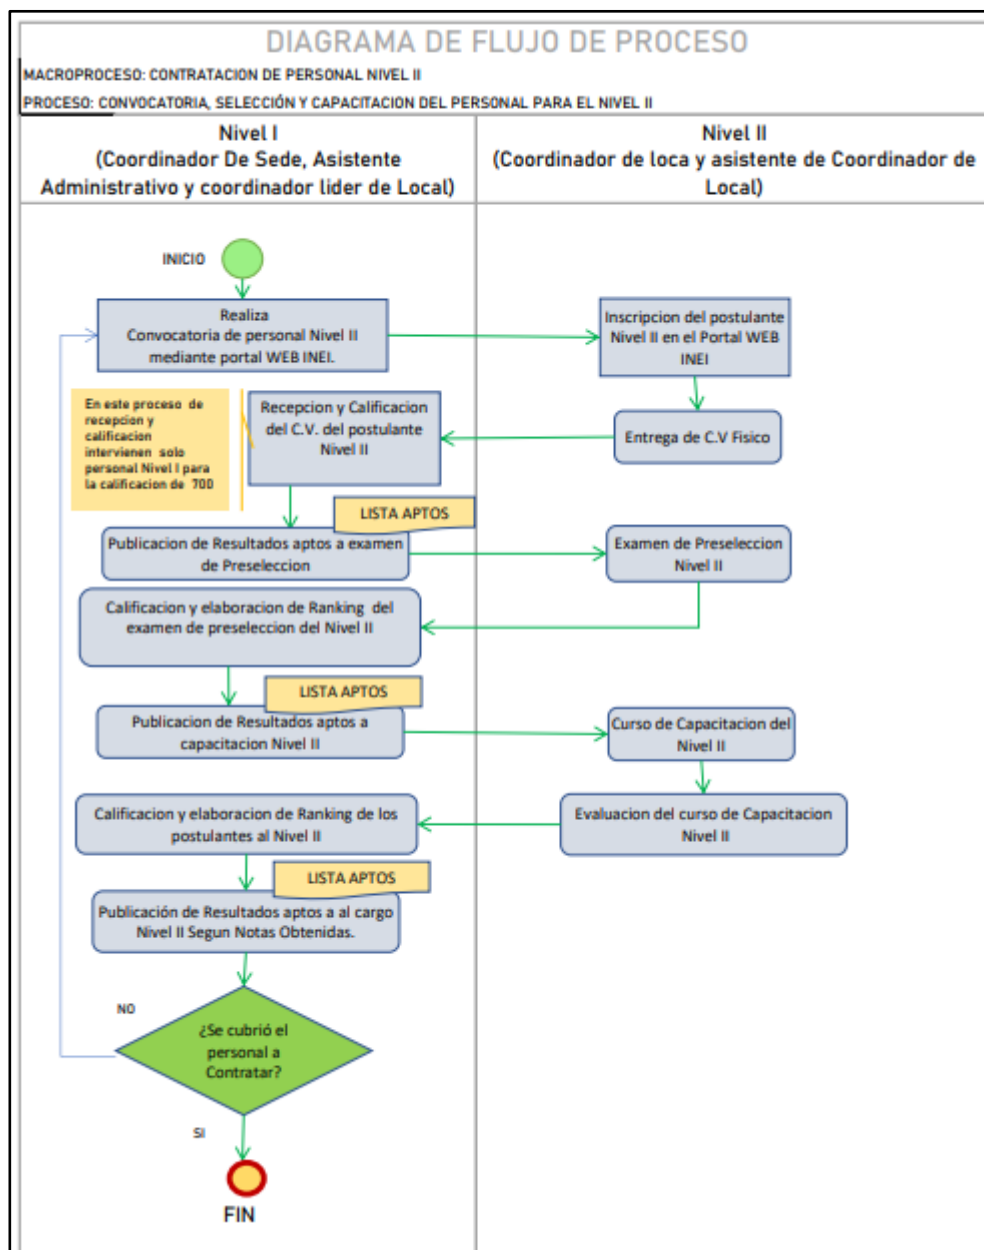 DIAGRAMA DE FLUJO DE PROCESO
MACROPROCESO: CONTRATACION DE PERSONAL NIVEL II
PROCESO: CONVOCATORIA, SELECCIÓN Y CAPACITACION DEL PERSONAL PARA EL NIVEL II
Nivel I
(Coordinador De Sede, Asistente
Administrativo y coordinador lider de Local)
Nivel II
(Coordinador de loca y asistente de Coordinador de
Local)
INICIO
Realiza
Convocatoria de personal Nivel II
mediante portal WEB INEI.
Inscripcion del postulante
Nivel II en el Portal WEB
INEI
En este proceso de
recepcion y
calificacion
intervienen solo
personal Nivel I para
la calificacion de 700
Recepcion y Calificacion
del C.V. del postulante
Nivel II
Entrega de C.V Fisico
LISTA APTOS
Publicacion de Resultados aptos a examen
de Preseleccion
Examen de Preseleccion
Nivel II
Calificacion y elaboracion de Ranking del
examen de preseleccion del Nivel II
LISTA APTOS
Publicacion de Resultados aptos a
capacitacion Nivel II
Curso de Capacitacion del
Nivel II
Calificacion y elaboracion de Ranking de los
postulantes al Nivel II
Evaluacion del curso de Capacitacion
Nivel II
LISTA APTOS
Publicación de Resultados aptos a al cargo
Nivel II Segun Notas Obtenidas.
NO
¿Se cubrió el
personal a
Contratar?
SI
FIN